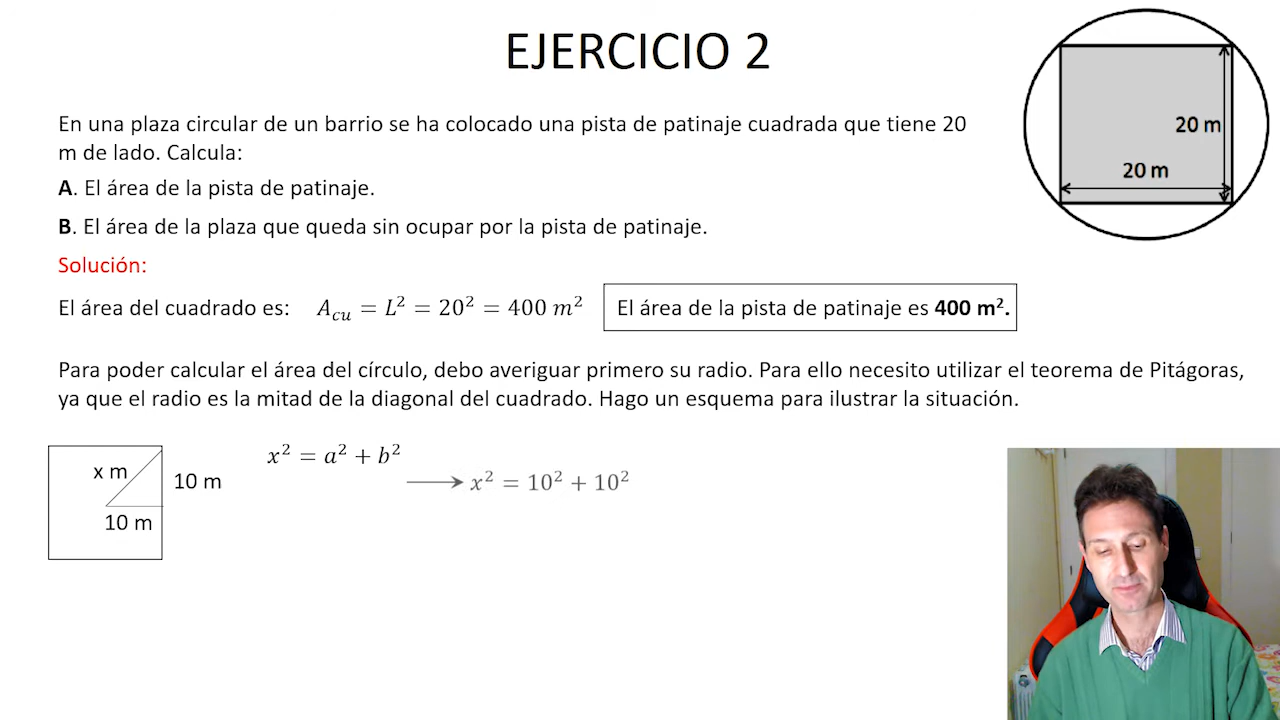 EJERCICIO 2
En una plaza circular de un barrio se ha colocado una pista de patinaje cuadrada que tiene 20
m de lado. Calcula:
A. El área de la pista de patinaje.
B. El área de la plaza que queda sin ocupar por la pista de patinaje.
20 m
20 m
Solución:
El área del cuadrado es: A_cu = L² = 20² = 400 m² El área de la pista de patinaje es 400 m².
Para poder calcular el área del círculo, debo averiguar primero su radio. Para ello necesito utilizar el teorema de Pitágoras,
ya que el radio es la mitad de la diagonal del cuadrado. Hago un esquema para ilustrar la situación.
x m
10 m
10 m
x² = a² + b²
x² = 10² + 10²